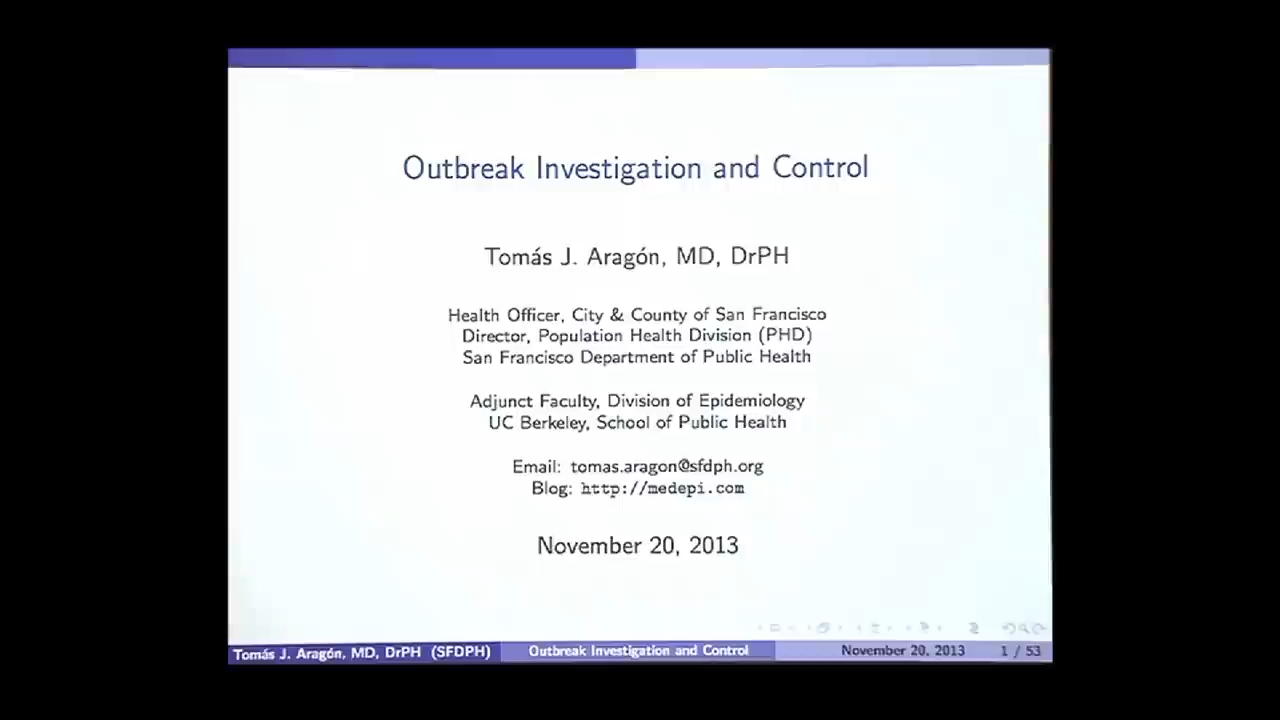 Outbreak Investigation and Control
Tomás J. Aragón, MD, DrPH
Health Officer, City & County of San Francisco
Director, Population Health Division (PHD)
San Francisco Department of Public Health
Adjunct Faculty, Division of Epidemiology
UC Berkeley, School of Public Health
Email: tomas.aragon@sfdph.org
Blog: http://medepi.com
November 20, 2013
Tomás J. Aragón, MD, DrPH (SFDPH) Outbreak Investigation and Control November 20, 2013 1 / 53